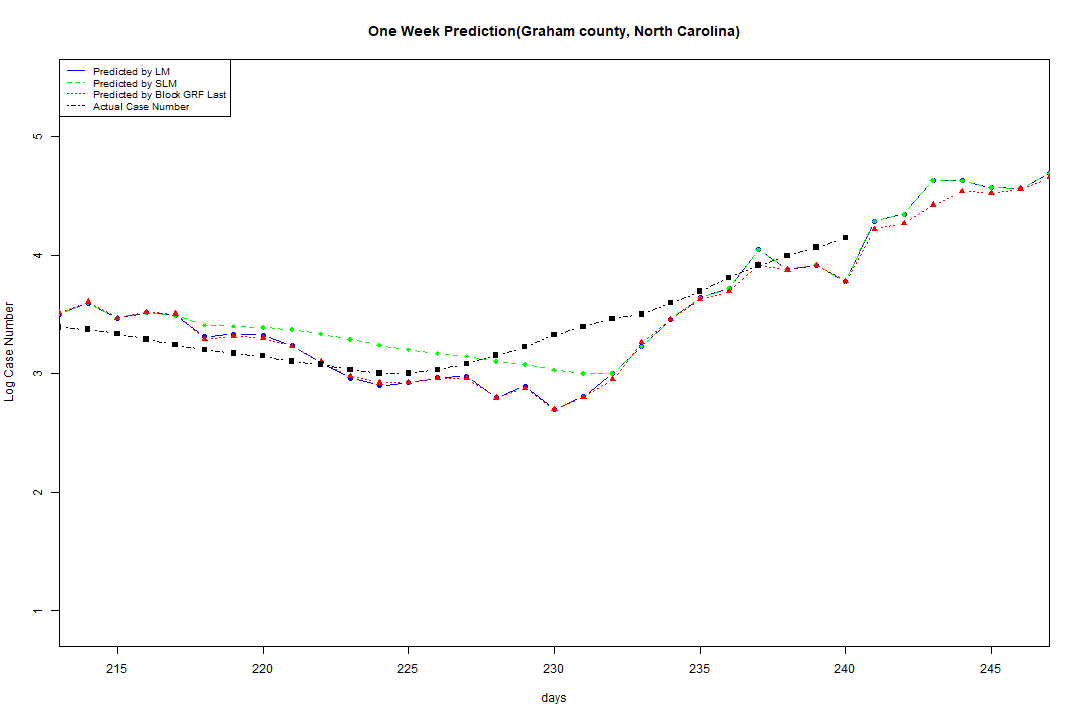 One Week Prediction(Graham county, North Carolina)
Predicted by LM
Predicted by SLM
Predicted by Block GRF Last
Actual Case Number
Log Case Number
5
4
3
2
1
215 220 225 230 235 240 245
days